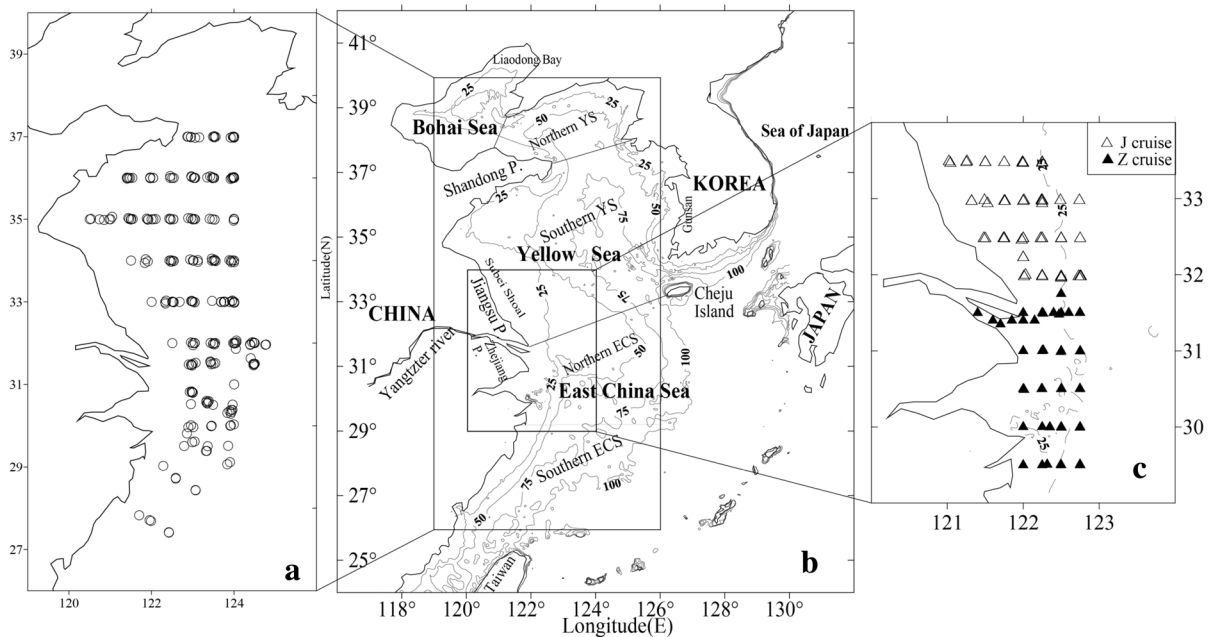 39
37
35
33
31
29
27
120
122
124
a
Latitude(N)
41°
39°
37°
35°
33°
31°
29°
27°
25°
118°
120°
122°
124°
126°
128°
130°
Longitude(E)
b
Liaodong Bay
25
Bohai Sea
25
50
Northern YS
Sea of Japan
Shandong P.
25
25
KOREA
50
Gunsan
75
Southern YS
Yellow Sea
100
Subei Shoal
25
75
Cheju
Island
JAPAN
CHINA
Jiangsu P
Yangtzter river
Zhejiang
P.
Northern ECS
50
100
25
East China Sea
75
Southern ECS
75
100
50
Taiwan
△ J cruise
▲ Z cruise
25
25
25
33
32
31
30
121
122
123
c